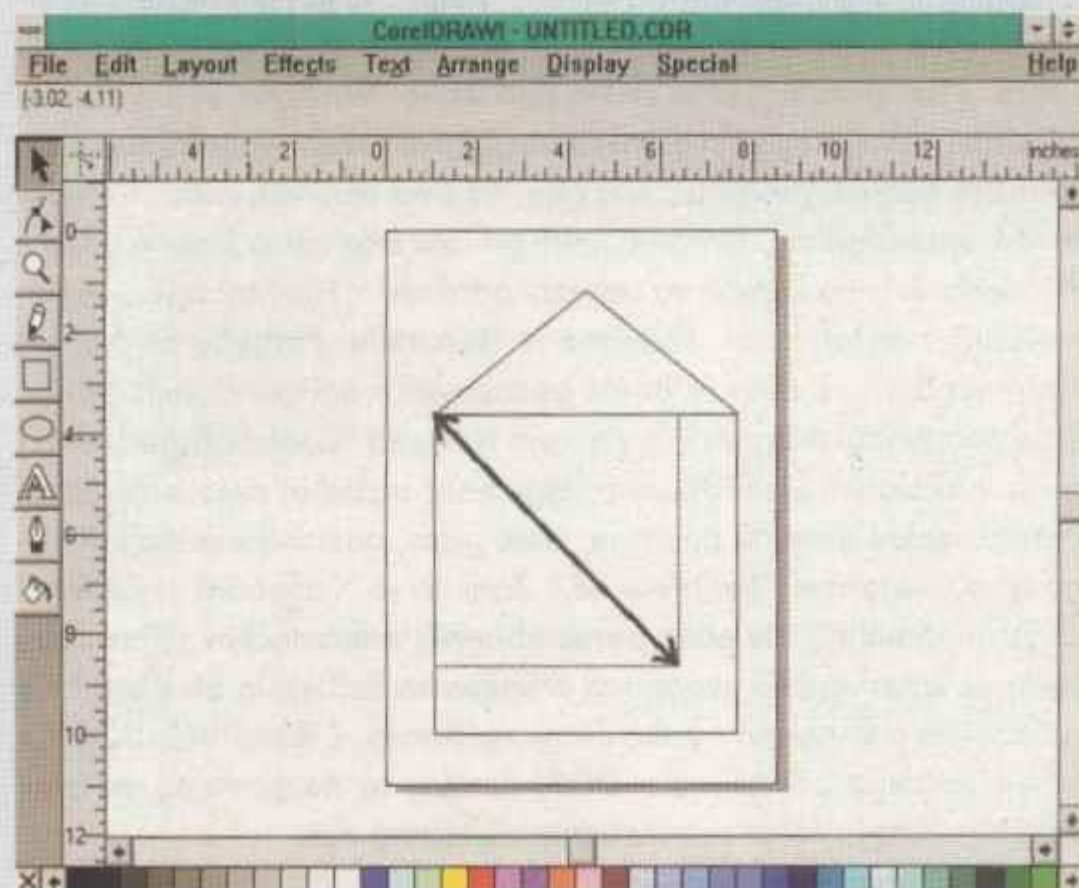 CorelDRAW! - UNTITLED.CDR
File Edit Layout Effects Text Arrange Display Special Help
(-3.02, -4.11)
4 2 0 2 4 6 8 10 12 inches
0
2
4
6
9
10
12